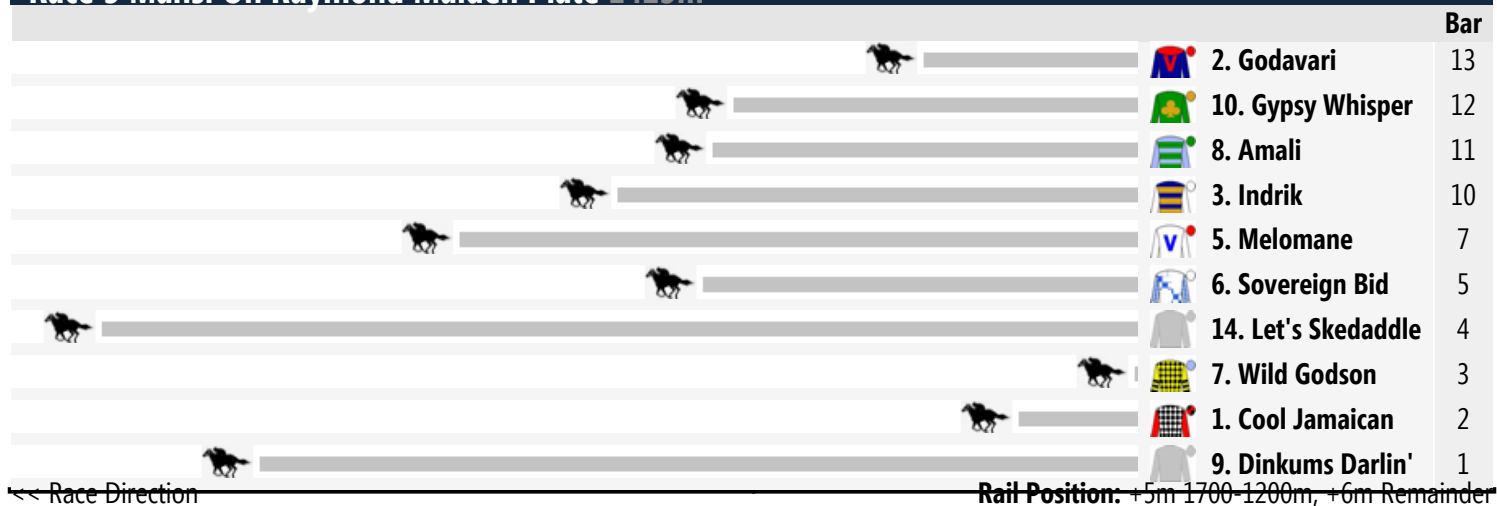 Bar
2. Godavari 13
10. Gypsy Whisper 12
8. Amali 11
3. Indrik 10
V 5. Melomane 7
6. Sovereign Bid 5
14. Let's Skedaddle 4
7. Wild Godson 3
1. Cool Jamaican 2
9. Dinkums Darlin' 1
<< Race Direction Rail Position: +5m 1700-1200m, +6m Remainder